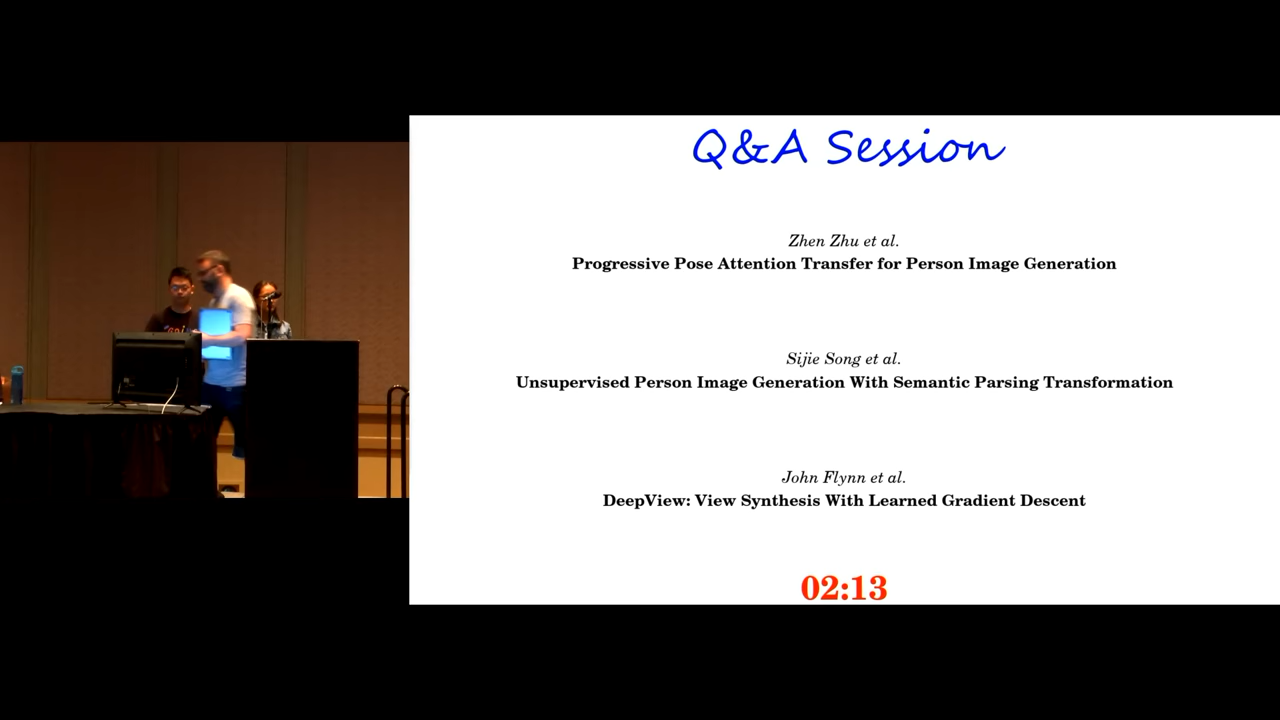 Q&A Session
Zhen Zhu et al.
Progressive Pose Attention Transfer for Person Image Generation
Sijie Song et al.
Unsupervised Person Image Generation With Semantic Parsing Transformation
John Flynn et al.
DeepView: View Synthesis With Learned Gradient Descent
02:13